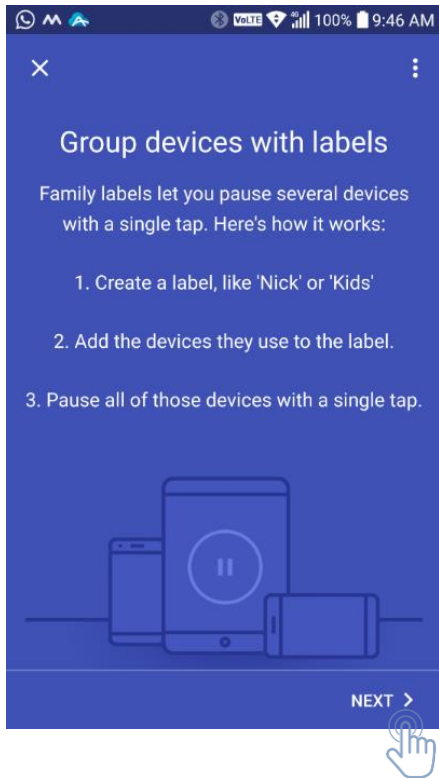 VoLTE 4G 100% 9:46 AM
Group devices with labels
Family labels let you pause several devices
with a single tap. Here's how it works:
1. Create a label, like 'Nick' or 'Kids'
2. Add the devices they use to the label.
3. Pause all of those devices with a single tap.
NEXT